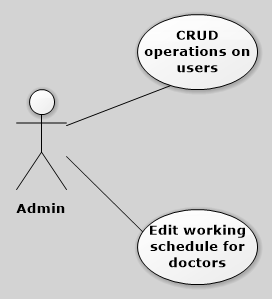 CRUD
operations on
users
Admin
Edit working
schedule for
doctors